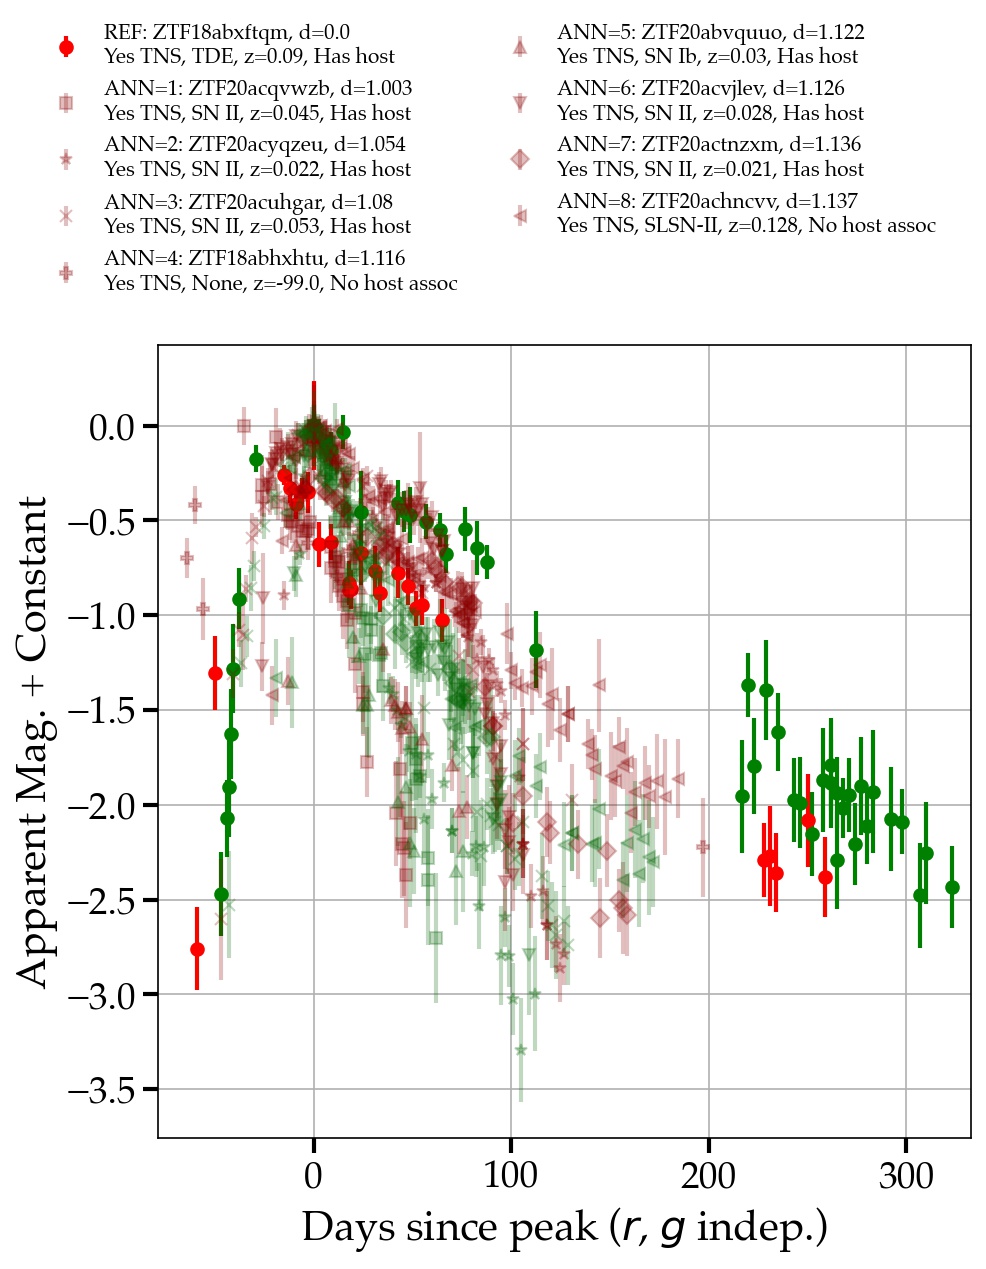 REF: ZTF18abxftqm, d=0.0
Yes TNS, TDE, z=0.09, Has host
ANN=1: ZTF20acqvwzb, d=1.003
Yes TNS, SN II, z=0.045, Has host
ANN=2: ZTF20acyqzeu, d=1.054
Yes TNS, SN II, z=0.022, Has host
ANN=3: ZTF20acuhgar, d=1.08
Yes TNS, SN II, z=0.053, Has host
ANN=4: ZTF18abhxhtu, d=1.116
Yes TNS, None, z=-99.0, No host assoc
ANN=5: ZTF20abvquuo, d=1.122
Yes TNS, SN Ib, z=0.03, Has host
ANN=6: ZTF20acvjlev, d=1.126
Yes TNS, SN II, z=0.028, Has host
ANN=7: ZTF20actnzxm, d=1.136
Yes TNS, SN II, z=0.021, Has host
ANN=8: ZTF20achncvv, d=1.137
Yes TNS, SLSN-II, z=0.128, No host assoc
Apparent Mag. + Constant
0.0
−0.5
−1.0
−1.5
−2.0
−2.5
−3.0
−3.5
0 100 200 300
Days since peak (r, g indep.)